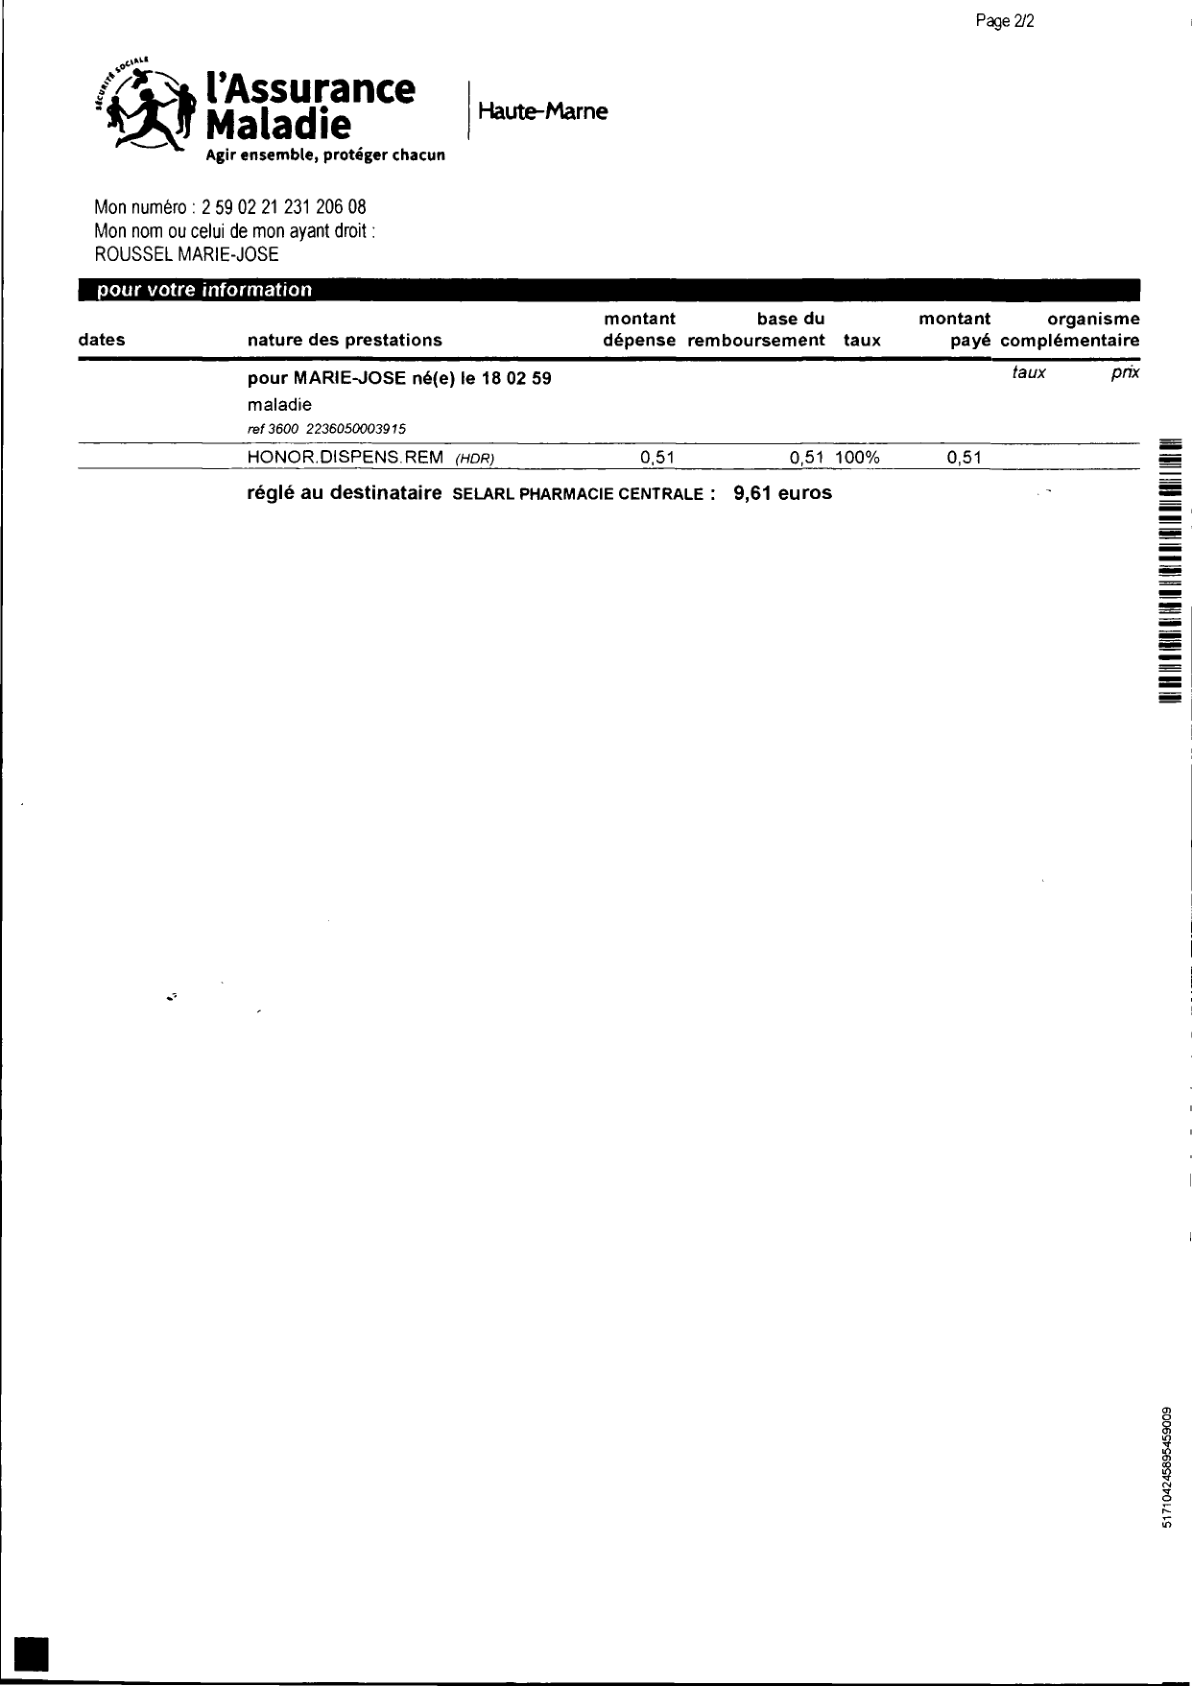 Page 2/2
SÉCURITÉ SOCIALE
l'Assurance
Maladie
Agir ensemble, protéger chacun
Haute-Marne
Mon numéro : 2 59 02 21 231 206 08
Mon nom ou celui de mon ayant droit :
ROUSSEL MARIE-JOSE
pour votre information
montant base du montant organisme
dates nature des prestations dépense remboursement taux payé complémentaire
pour MARIE-JOSE né(e) le 18 02 59 taux prix
maladie
ref 3600 2236050003915
HONOR.DISPENS.REM (HDR) 0,51 0,51 100% 0,51
réglé au destinataire SELARL PHARMACIE CENTRALE : 9,61 euros
517104245895459009